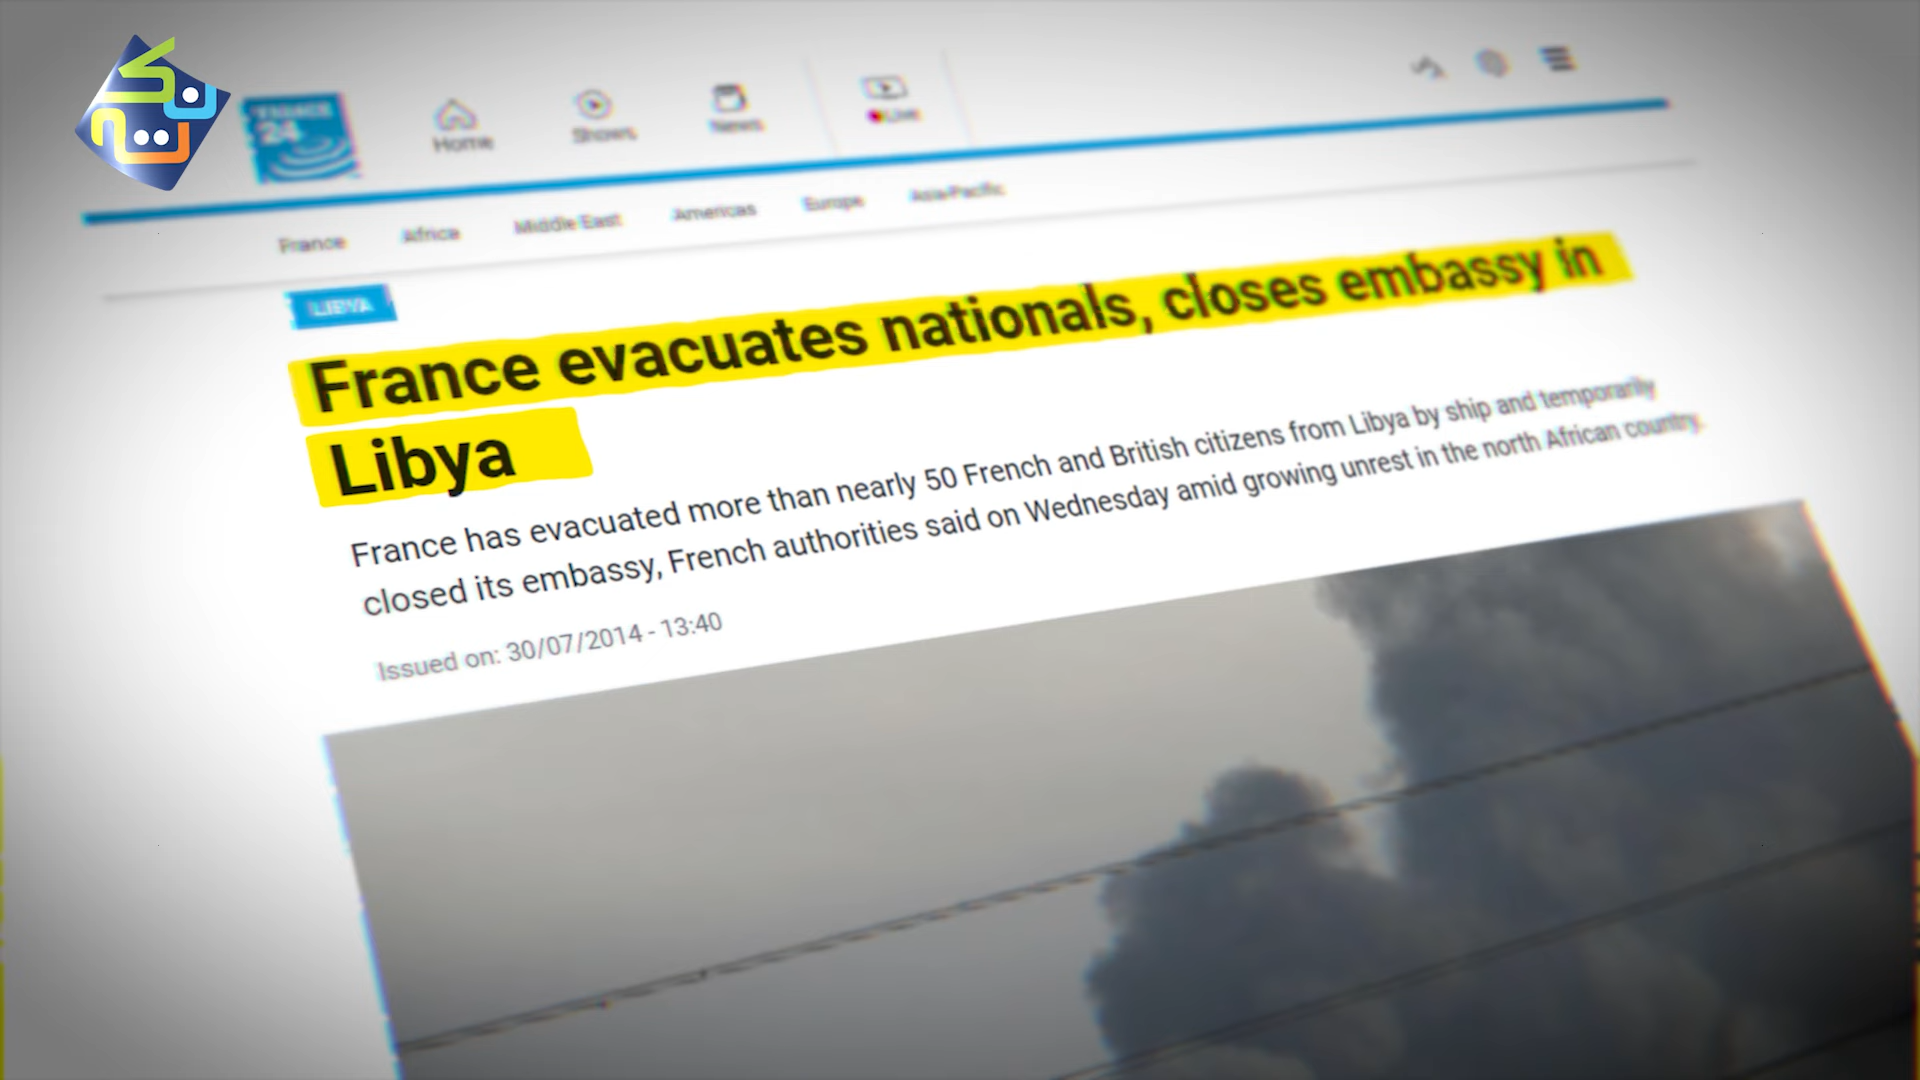 FRANCE
24
Home
Shows
News
Live
France
Africa
Middle East
Americas
Europe
Asia-Pacific
LIBYA
France evacuates nationals, closes embassy in
Libya
France has evacuated more than nearly 50 French and British citizens from Libya by ship and temporarily
closed its embassy, French authorities said on Wednesday amid growing unrest in the north African country.
Issued on: 30/07/2014 - 13:40